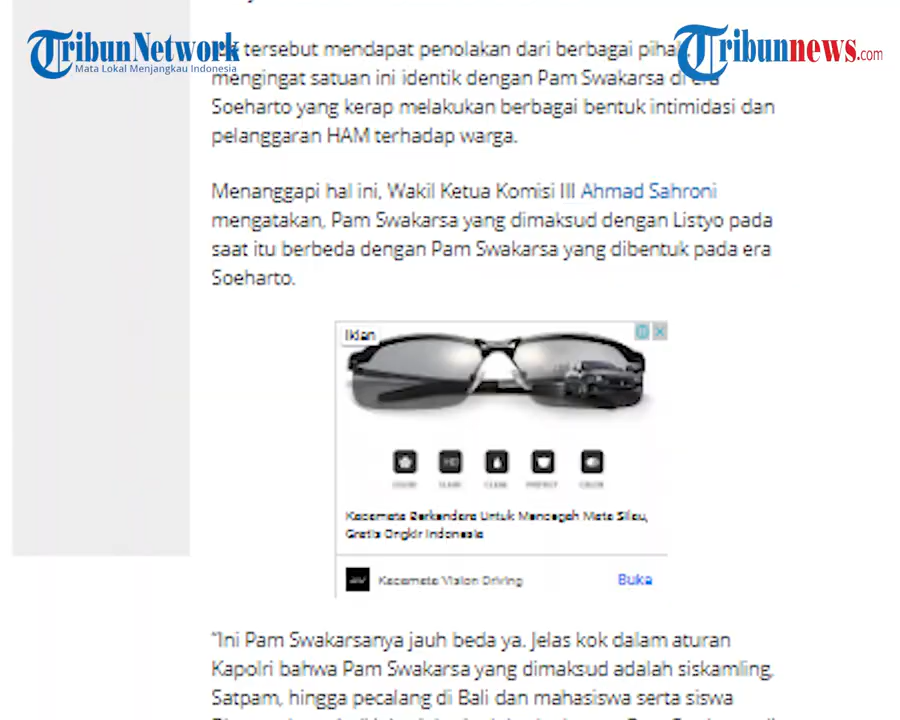 TribunNetwork
Mata Lokal Menjangkau Indonesia
Tribunnews.com
tersebut mendapat penolakan dari berbagai
mengingat satuan ini identik dengan Pam Swakarsa di era
Soeharto yang kerap melakukan berbagai bentuk intimidasi dan
pelanggaran HAM terhadap warga.
Menanggapi hal ini, Wakil Ketua Komisi III Ahmad Sahroni
mengatakan, Pam Swakarsa yang dimaksud dengan Listyo pada
saat itu berbeda dengan Pam Swakarsa yang dibentuk pada era
Soeharto.
Iklan
Kacamata Berkendara Untuk Mencegah Mata Silau,
Gratis Ongkir Indonesia
Kacamata Vision Driving
Buka
“Ini Pam Swakarsanya jauh beda ya. Jelas kok dalam aturan
Kapolri bahwa Pam Swakarsa yang dimaksud adalah siskamling,
Satpam, hingga pecalang di Bali dan mahasiswa serta siswa